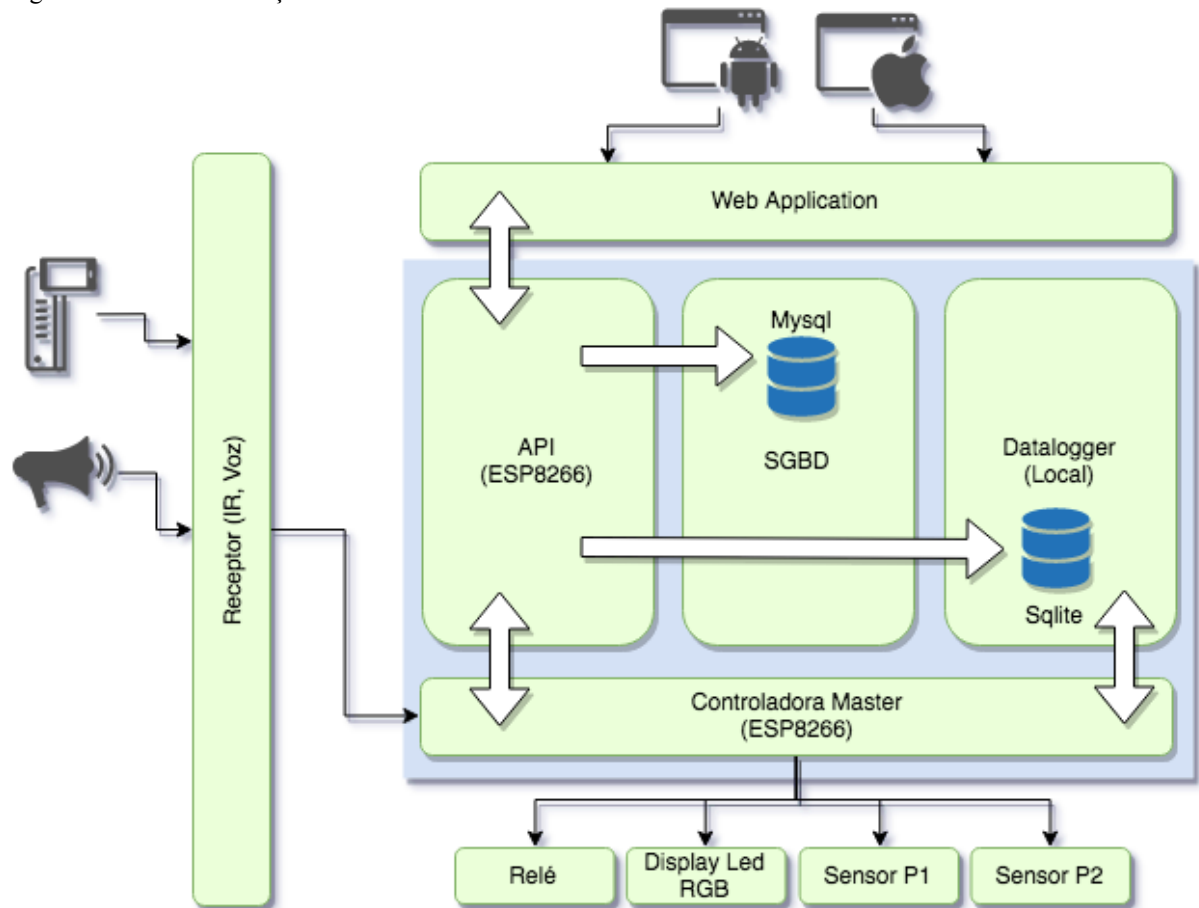 Web Application
Mysql
API
(ESP8266)
SGBD
Datalogger
(Local)
Sqlite
Receptor (IR, Voz)
Controladora Master
(ESP8266)
Relé
Display Led
RGB
Sensor P1
Sensor P2